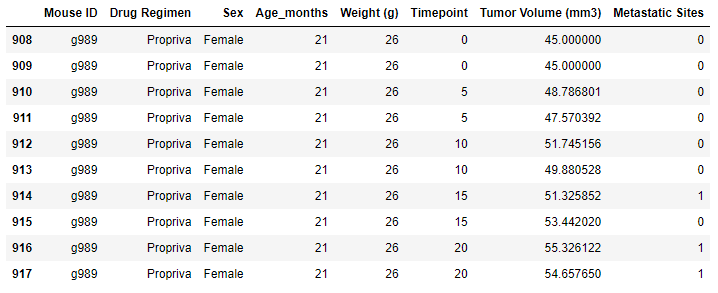 Mouse ID Drug Regimen Sex Age_months Weight (g) Timepoint Tumor Volume (mm3) Metastatic Sites
908 g989 Propriva Female 21 26 0 45.000000 0
909 g989 Propriva Female 21 26 0 45.000000 0
910 g989 Propriva Female 21 26 5 48.786801 0
911 g989 Propriva Female 21 26 5 47.570392 0
912 g989 Propriva Female 21 26 10 51.745156 0
913 g989 Propriva Female 21 26 10 49.880528 0
914 g989 Propriva Female 21 26 15 51.325852 1
915 g989 Propriva Female 21 26 15 53.442020 0
916 g989 Propriva Female 21 26 20 55.326122 1
917 g989 Propriva Female 21 26 20 54.657650 1